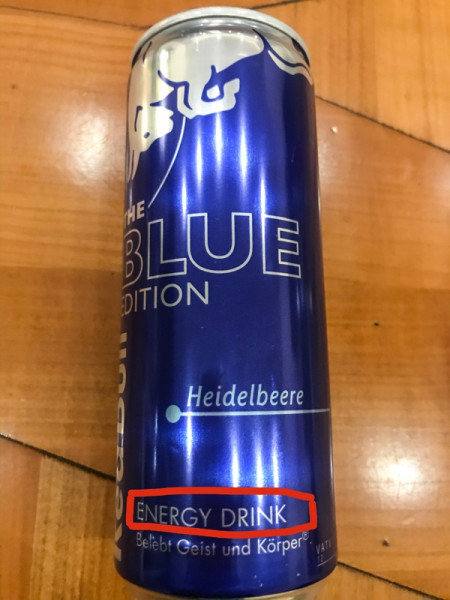 THE
BLUE
EDITION
Red Bull
Heidelbeere
ENERGY DRINK
Belebt Geist und Körper®